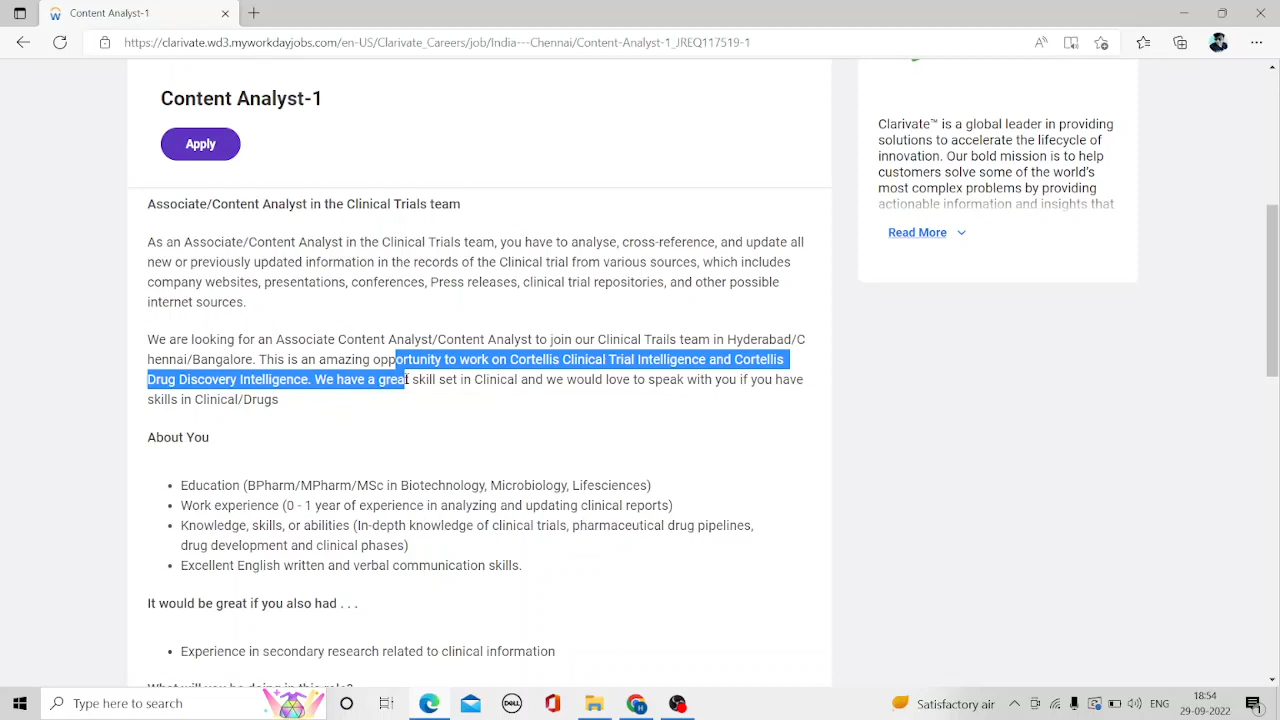 Content Analyst-1
https://clarivate.wd3.myworkdayjobs.com/en-US/Clarivate_Careers/job/India---Chennai/Content-Analyst-1_JREQ117519-1
Content Analyst-1
Apply
Associate/Content Analyst in the Clinical Trials team
As an Associate/Content Analyst in the Clinical Trials team, you have to analyse, cross-reference, and update all
new or previously updated information in the records of the Clinical trial from various sources, which includes
company websites, presentations, conferences, Press releases, clinical trial repositories, and other possible
internet sources.
We are looking for an Associate Content Analyst/Content Analyst to join our Clinical Trails team in Hyderabad/C
hennai/Bangalore. This is an amazing opportunity to work on Cortellis Clinical Trial Intelligence and Cortellis
Drug Discovery Intelligence. We have a great skill set in Clinical and we would love to speak with you if you have
skills in Clinical/Drugs
About You
• Education (BPharm/MPharm/MSc in Biotechnology, Microbiology, Lifesciences)
• Work experience (0 - 1 year of experience in analyzing and updating clinical reports)
• Knowledge, skills, or abilities (In-depth knowledge of clinical trials, pharmaceutical drug pipelines,
drug development and clinical phases)
• Excellent English written and verbal communication skills.
It would be great if you also had . . .
• Experience in secondary research related to clinical information
What will you be doing in this role?
Clarivate™ is a global leader in providing
solutions to accelerate the lifecycle of
innovation. Our bold mission is to help
customers solve some of the world's
most complex problems by providing
actionable information and insights that
Read More
Type here to search
DELL
Satisfactory air
ENG
18:54
29-09-2022